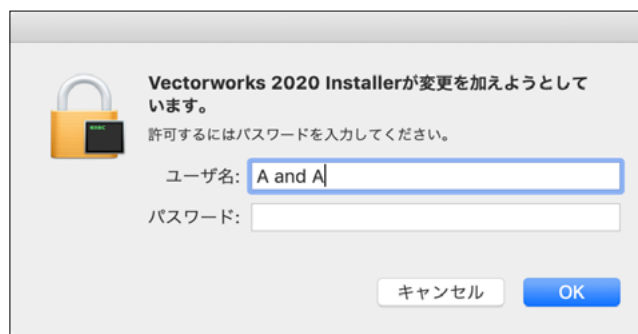 Vectorworks 2020 Installerが変更を加えようとして
います。
許可するにはパスワードを入力してください。
ユーザ名: A and A
パスワード:
キャンセル OK